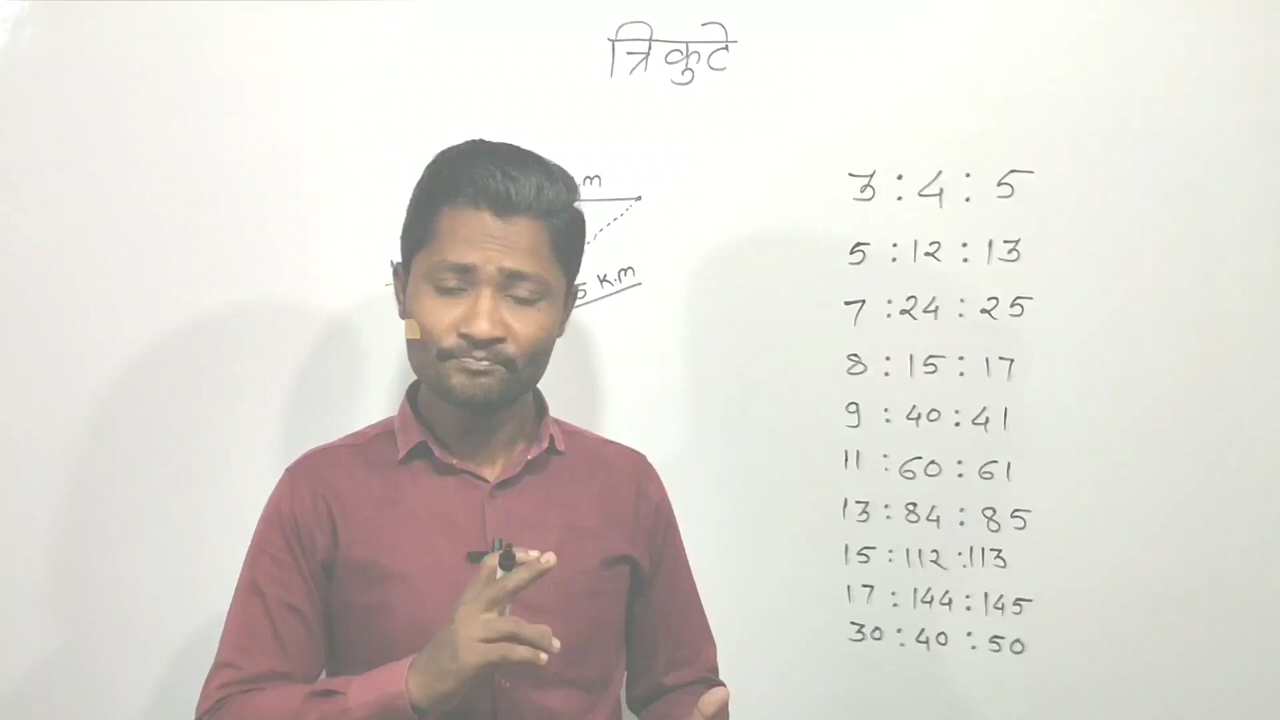 त्रिकुटे
5 K.m
3 : 4 : 5
5 : 12 : 13
7 : 24 : 25
8 : 15 : 17
9 : 40 : 41
11 : 60 : 61
13 : 84 : 85
15 : 112 : 113
17 : 144 : 145
30 : 40 : 50